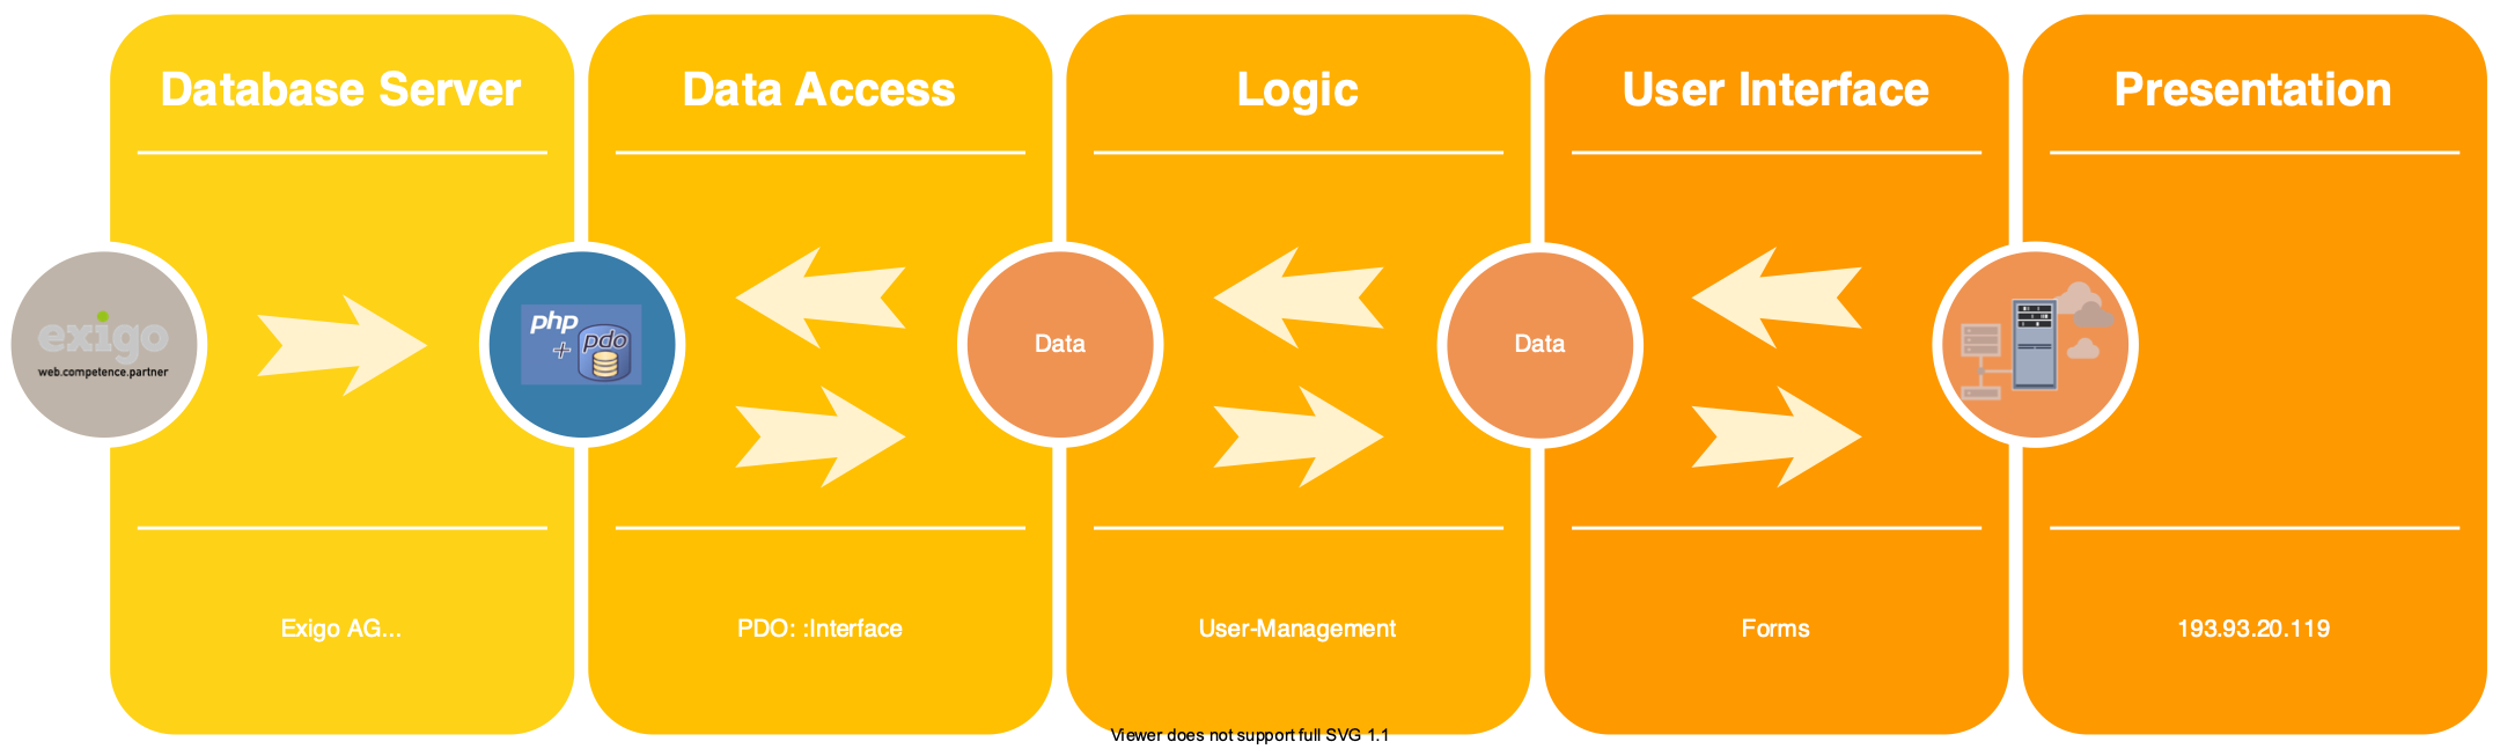 Database Server
Data Access
Logic
User Interface
Presentation
exigo
web.competence.partner
php
+ pdo
Data
Data
Exigo AG...
PDO: :Interface
User-Management
Forms
193.93.20.119
Viewer does not support full SVG 1.1